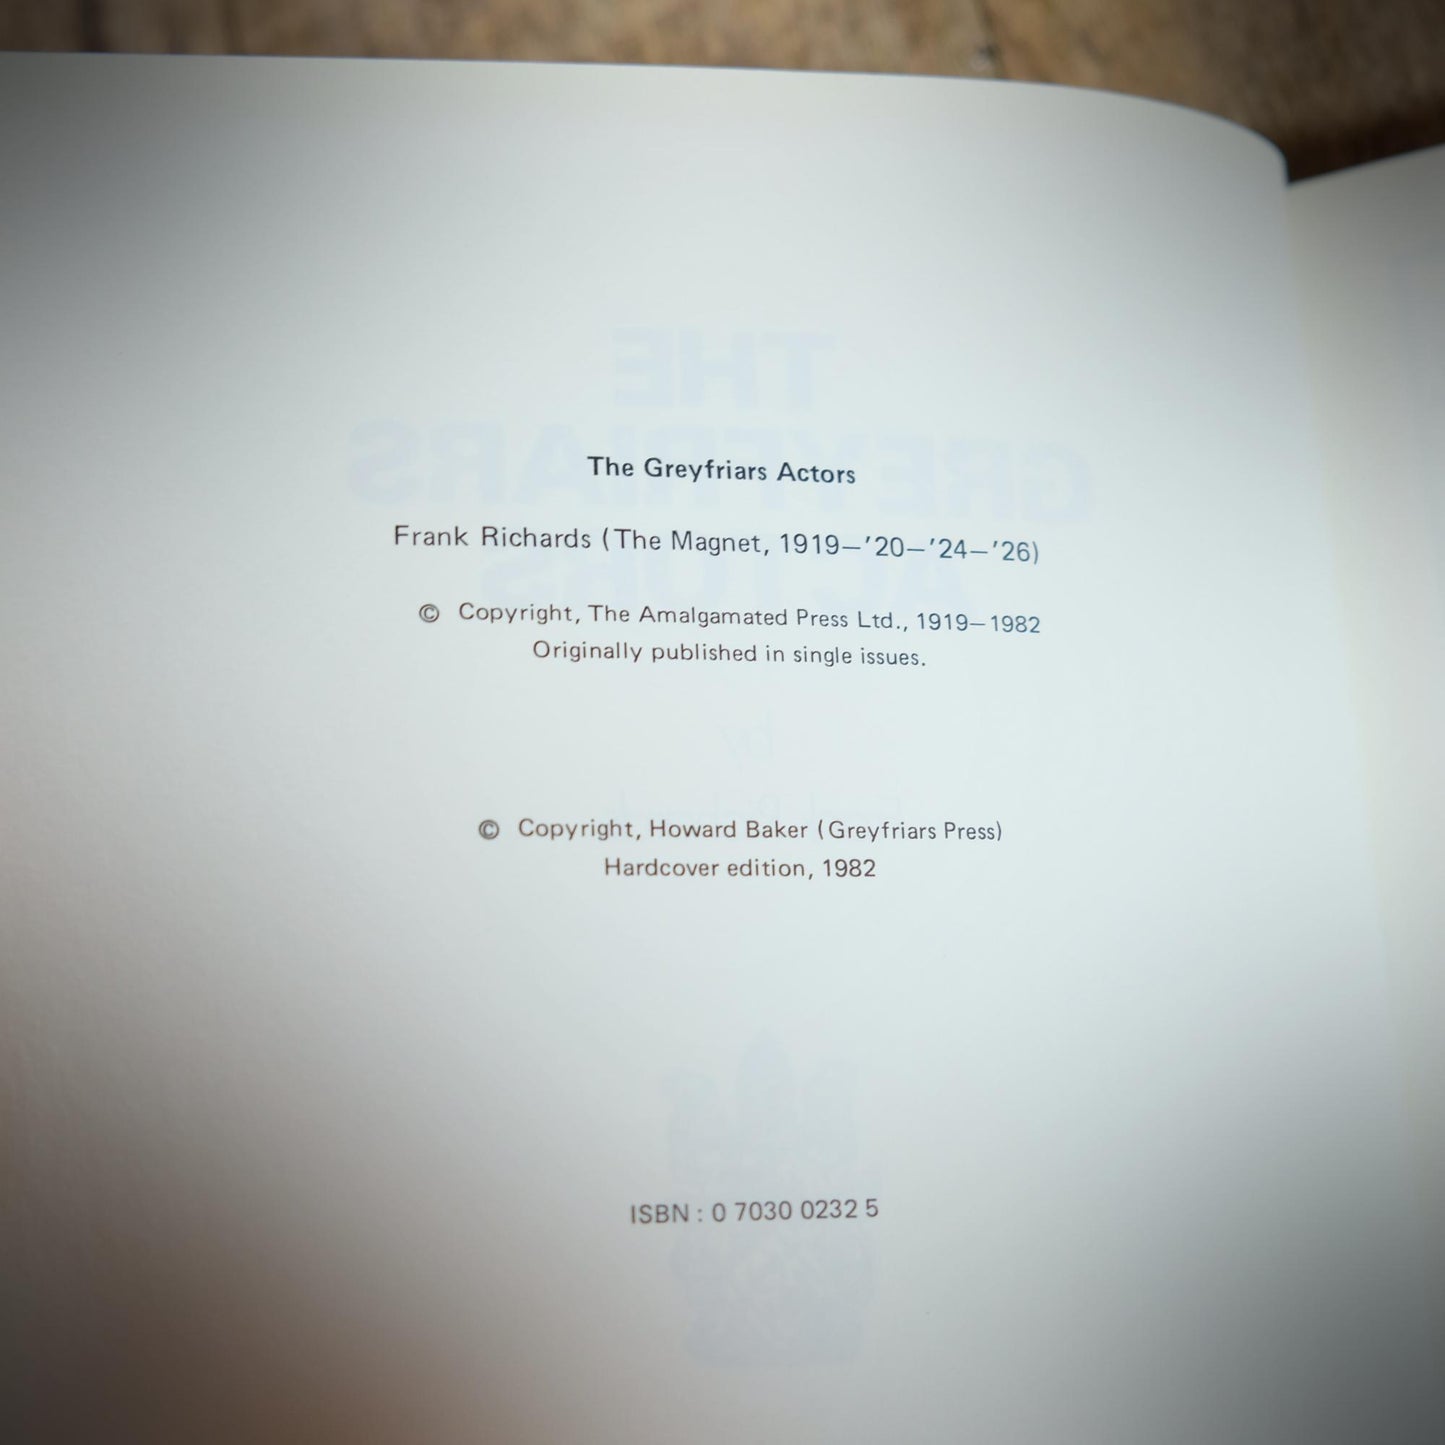 The Greyfriars Actors
Frank Richards (The Magnet, 1919–'20–'24–'26)
© Copyright, The Amalgamated Press Ltd., 1919–1982
Originally published in single issues.
© Copyright, Howard Baker (Greyfriars Press)
Hardcover edition, 1982
ISBN : 0 7030 0232 5